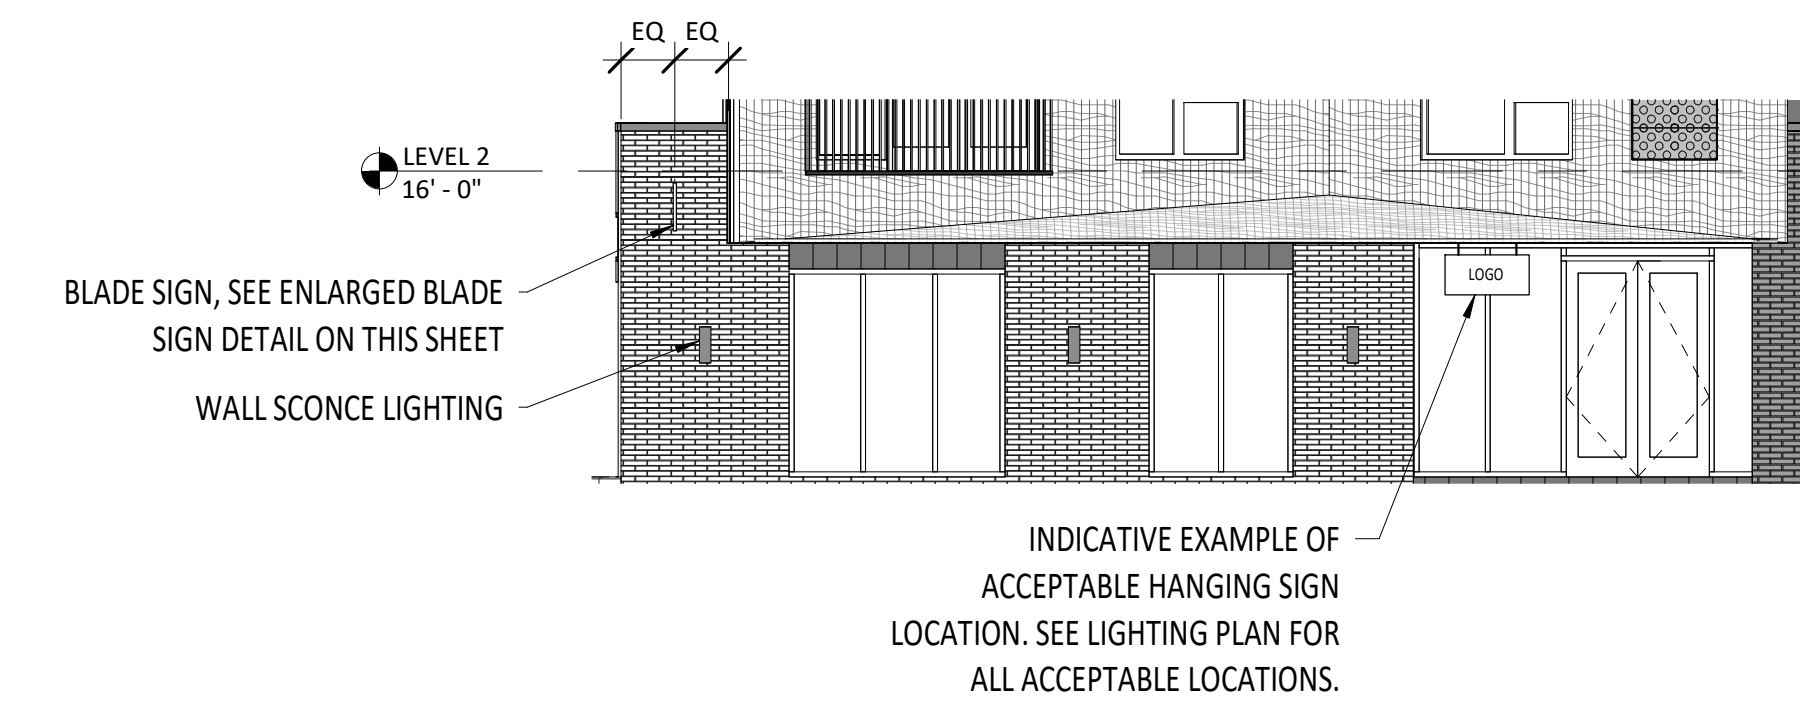 EQ EQ
LEVEL 2
16' - 0"
BLADE SIGN, SEE ENLARGED BLADE
SIGN DETAIL ON THIS SHEET
LOGO
WALL SCONCE LIGHTING
INDICATIVE EXAMPLE OF
ACCEPTABLE HANGING SIGN
LOCATION. SEE LIGHTING PLAN FOR
ALL ACCEPTABLE LOCATIONS.